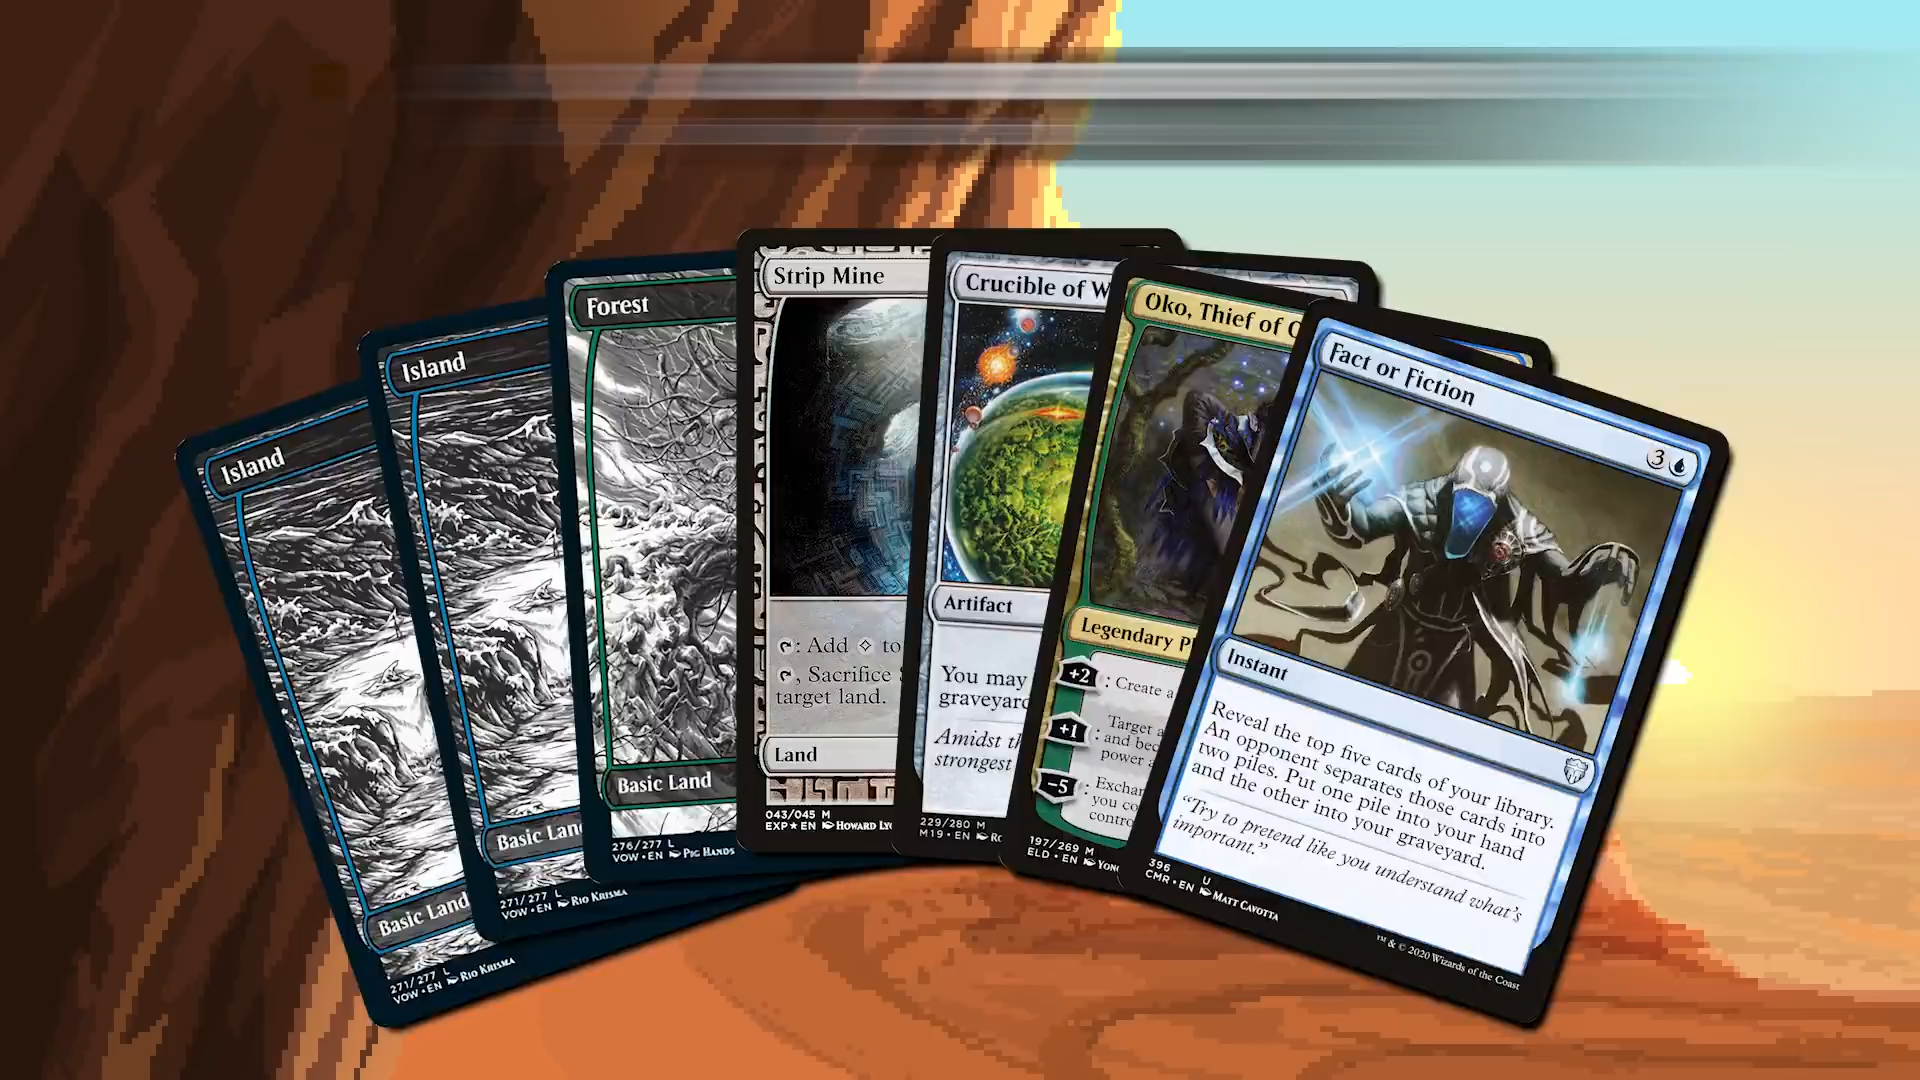 Island
Basic Land
271/277 L
VOW • EN Rio Krisma
Island
Basic Lan
271/277 L
VOW • EN Rio Krisma
Forest
Basic Land
276/277 L
VOW • EN Pig Hands
Strip Mine
: Add to
, Sacrifice
target land.
Land
043/045 M
EXP ★ EN Howard Ly
Crucible of W
Artifact
You may
graveyard
Amidst th
strongest
229/280 M
M19 • EN
Oko, Thief of C
Legendary Pl
+2 : Create a
+1 : Target a
and bec
power a
−5 : Exchan
you co
contro
197/269 M
ELD • EN Yong
Fact or Fiction
3
Instant
Reveal the top five cards of your library.
An opponent separates those cards into
two piles. Put one pile into your hand
and the other into your graveyard.
“Try to pretend like you understand what’s
important.”
396 U
CMR • EN Matt Cavotta
™ & © 2020 Wizards of the Coast